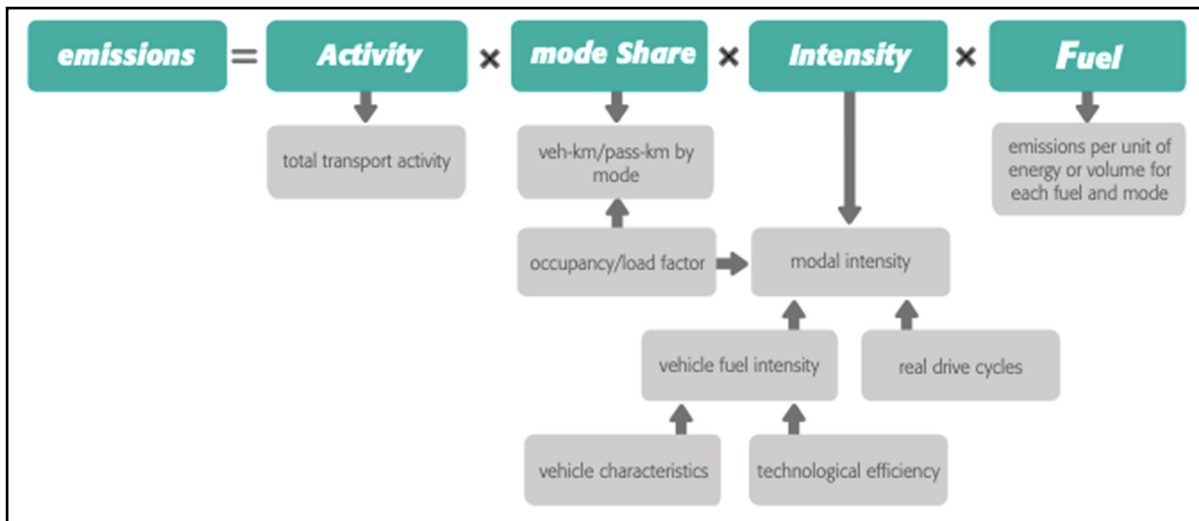 emissions = Activity × mode Share × Intensity × Fuel
total transport activity
veh-km/pass-km by
mode
emissions per unit of
energy or volume for
each fuel and mode
occupancy/load factor
modal intensity
vehicle fuel intensity
real drive cycles
vehicle characteristics
technological efficiency